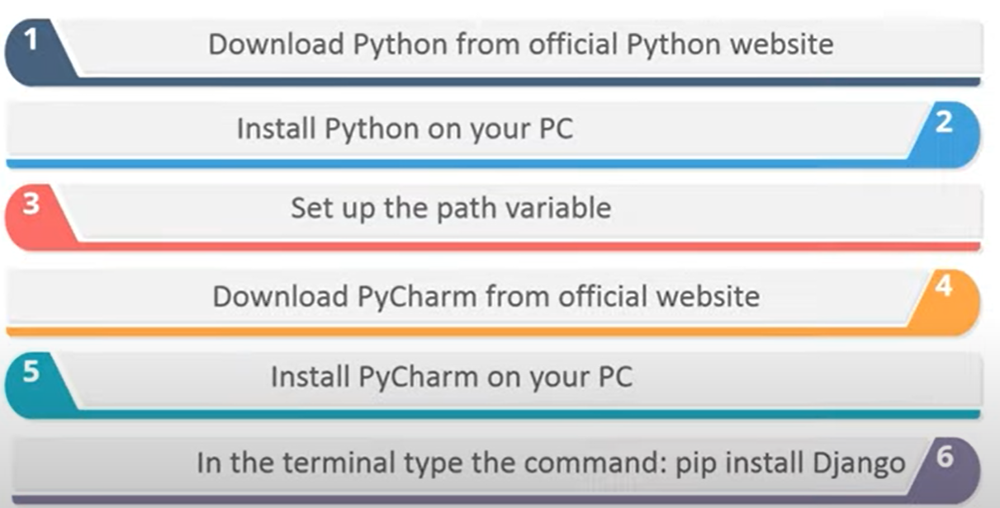 1 Download Python from official Python website
Install Python on your PC 2
3 Set up the path variable
Download PyCharm from official website 4
5 Install PyCharm on your PC
In the terminal type the command: pip install Django 6